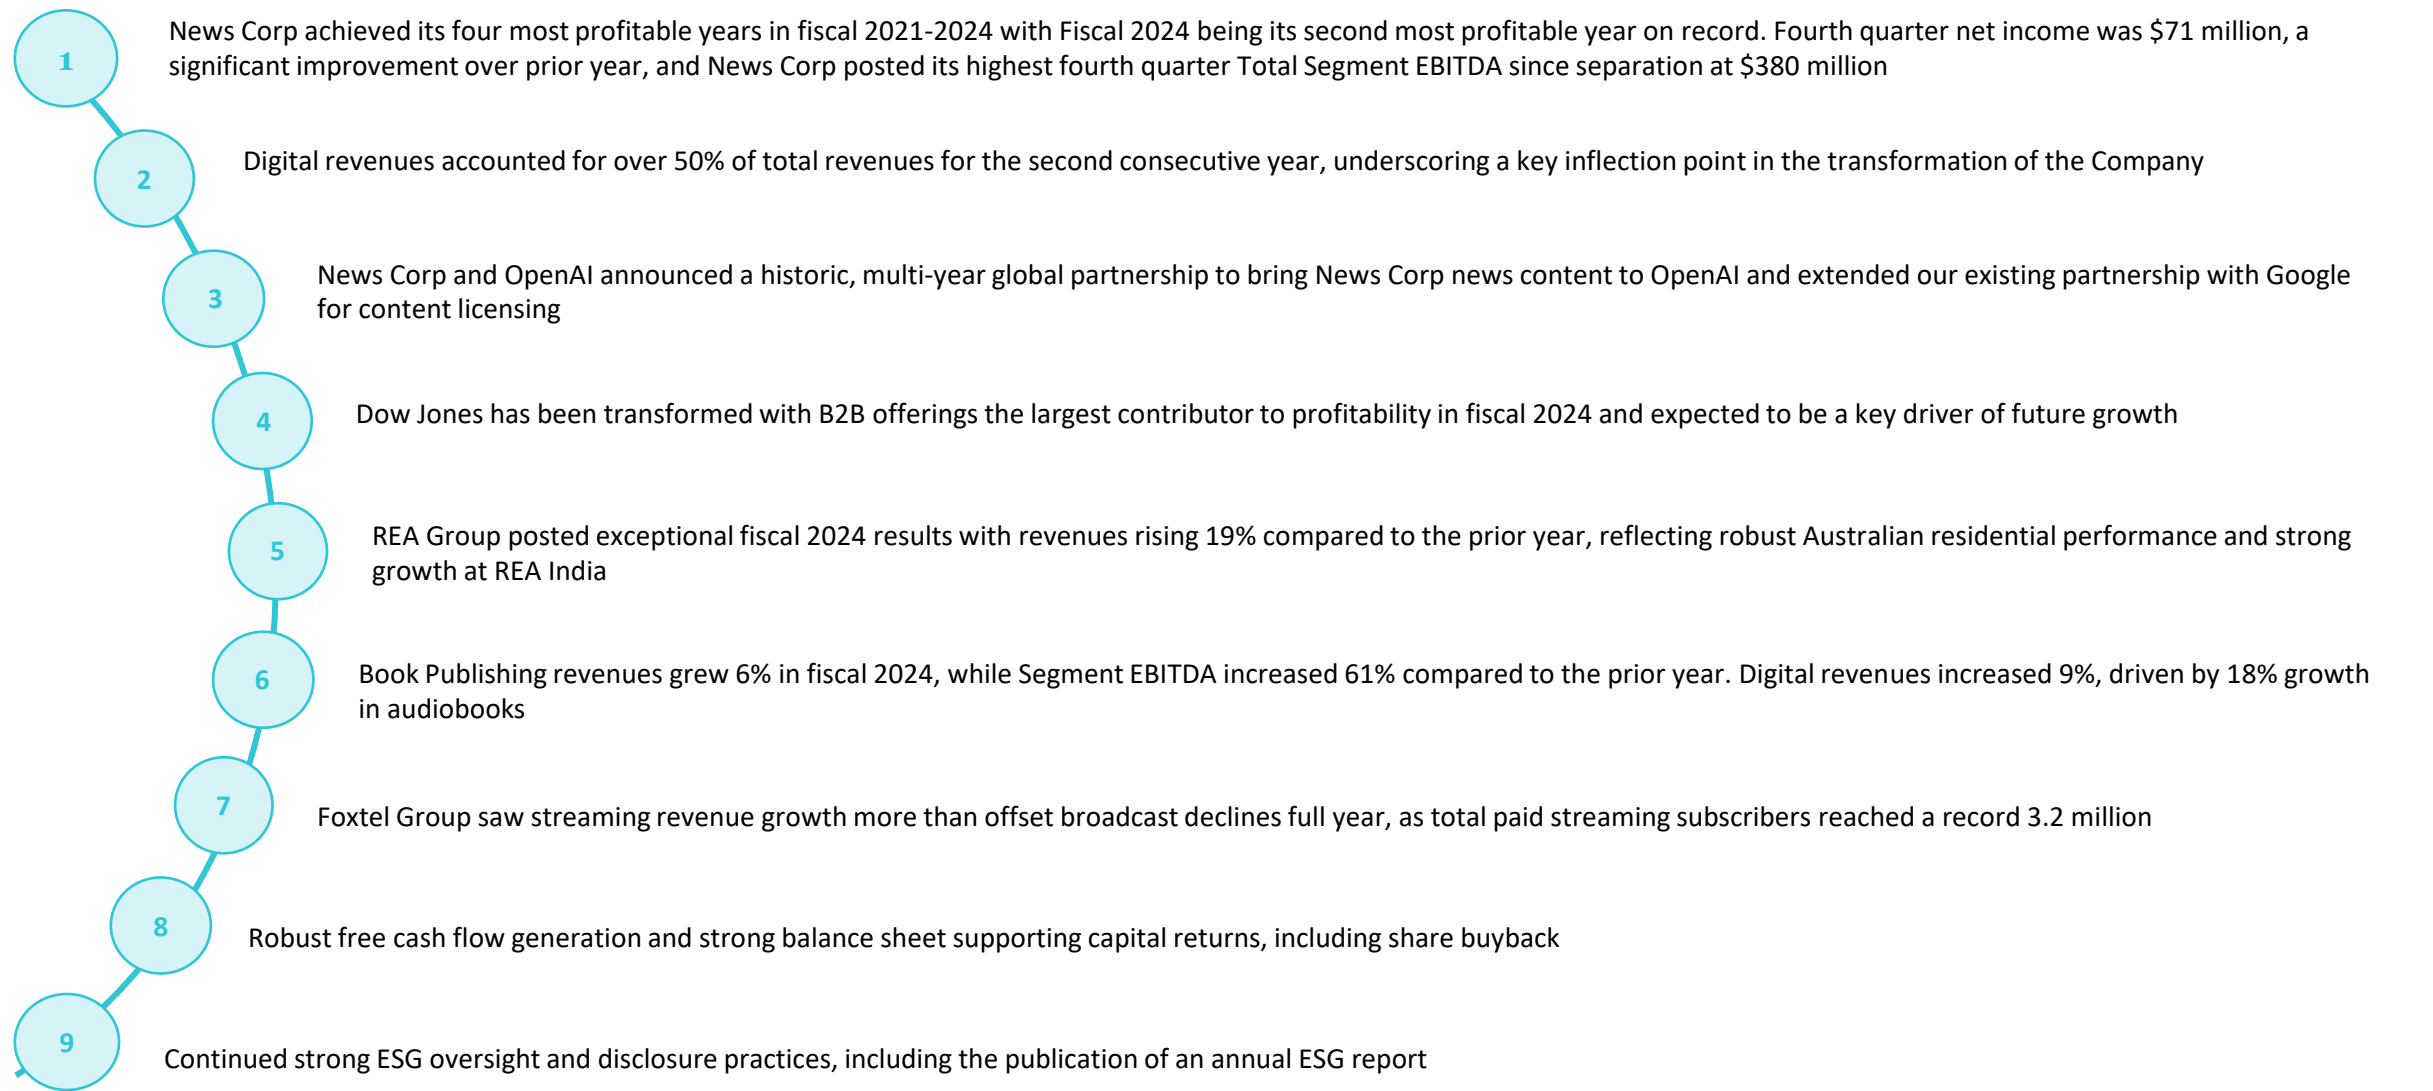 1
News Corp achieved its four most profitable years in fiscal 2021-2024 with Fiscal 2024 being its second most profitable year on record. Fourth quarter net income was $71 million, a
significant improvement over prior year, and News Corp posted its highest fourth quarter Total Segment EBITDA since separation at $380 million
2
Digital revenues accounted for over 50% of total revenues for the second consecutive year, underscoring a key inflection point in the transformation of the Company
3
News Corp and OpenAI announced a historic, multi-year global partnership to bring News Corp news content to OpenAI and extended our existing partnership with Google
for content licensing
4
Dow Jones has been transformed with B2B offerings the largest contributor to profitability in fiscal 2024 and expected to be a key driver of future growth
5
REA Group posted exceptional fiscal 2024 results with revenues rising 19% compared to the prior year, reflecting robust Australian residential performance and strong
growth at REA India
6
Book Publishing revenues grew 6% in fiscal 2024, while Segment EBITDA increased 61% compared to the prior year. Digital revenues increased 9%, driven by 18% growth
in audiobooks
7
Foxtel Group saw streaming revenue growth more than offset broadcast declines full year, as total paid streaming subscribers reached a record 3.2 million
8
Robust free cash flow generation and strong balance sheet supporting capital returns, including share buyback
9
Continued strong ESG oversight and disclosure practices, including the publication of an annual ESG report